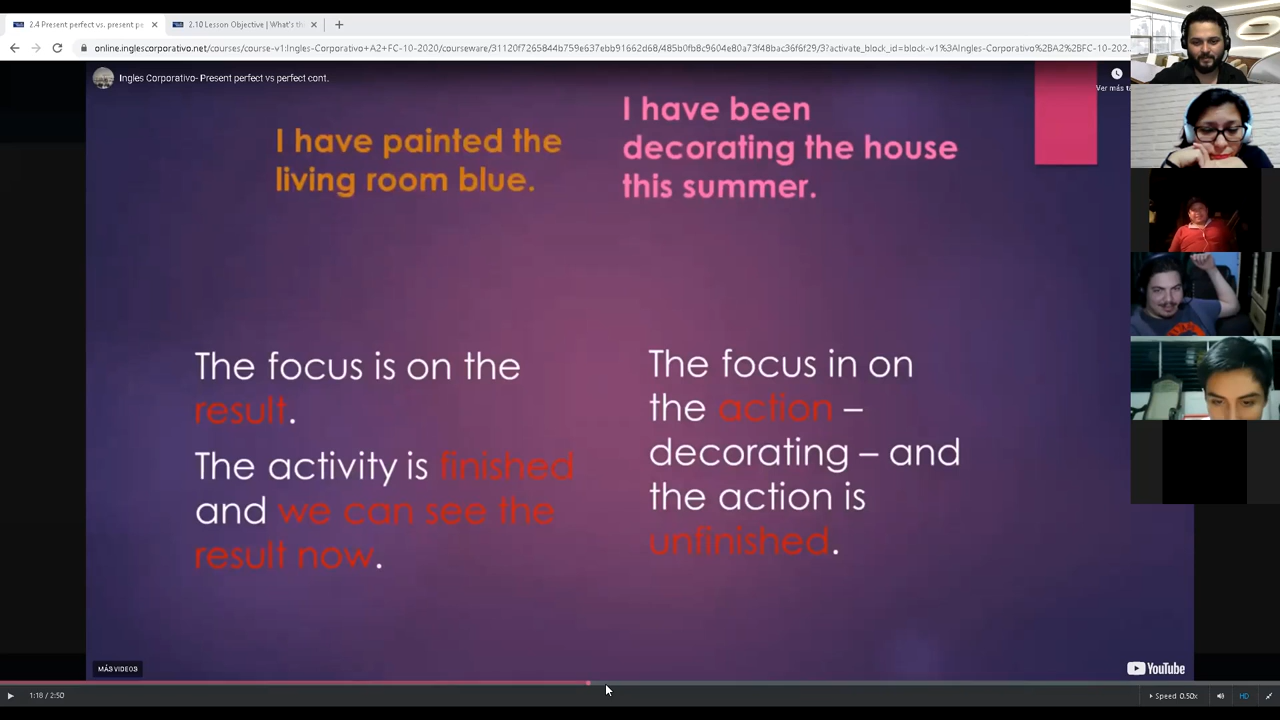 2.4 Present perfect vs. present pe
2.10 Lesson Objective | What's th
online.inglescorporativo.net/courses/course-v1:Ingles-Corporativo+A2+FC-10-2020/courseware/31120f7265844b759e637ebb91662d68/485b0fb8c9604e80a73f48bac36f6f29/3?activate_block_id=block-v1%3AIngles-Corporativo%2BA2%2BFC-10-202...
Ingles Corporativo- Present perfect vs perfect cont.
Ver más ta
I have painted the
living room blue.
I have been
decorating the house
this summer.
The focus is on the
result.
The activity is finished
and we can see the
result now.
The focus in on
the action –
decorating – and
the action is
unfinished.
MÁS VIDEOS
YouTube
1:18 / 2:50
Speed 0.50x
HD